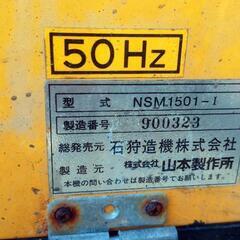 50Hz
型式 NSM1501-I
製造番号 900323
総発売元 石狩造機株式会社
製造元 株式会社 山本製作所
本機の問い合わせは製造番号で
お願いします。